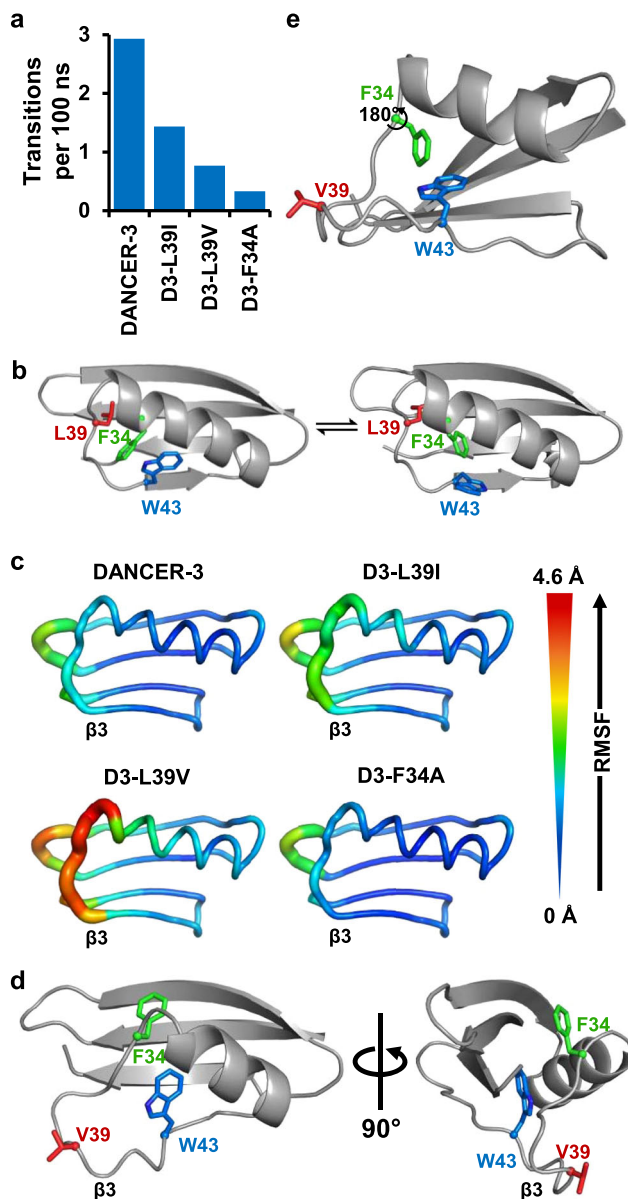 a
Transitions
per 100 ns
3
2
1
0
DANCER-3
D3-L39I
D3-L39V
D3-F34A
e
F34
180°
V39
W43
b
L39
F34
W43
L39
F34
W43
c
DANCER-3
D3-L39I
β3
β3
D3-L39V
D3-F34A
β3
β3
4.6 Å
RMSF
0 Å
d
F34
V39
W43
β3
90°
F34
W43
V39
β3